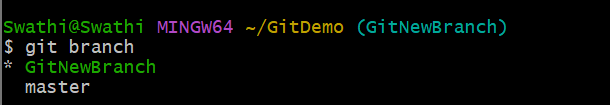 Swathi@Swathi MINGW64 ~/GitDemo (GitNewBranch)
$ git branch
* GitNewBranch
  master